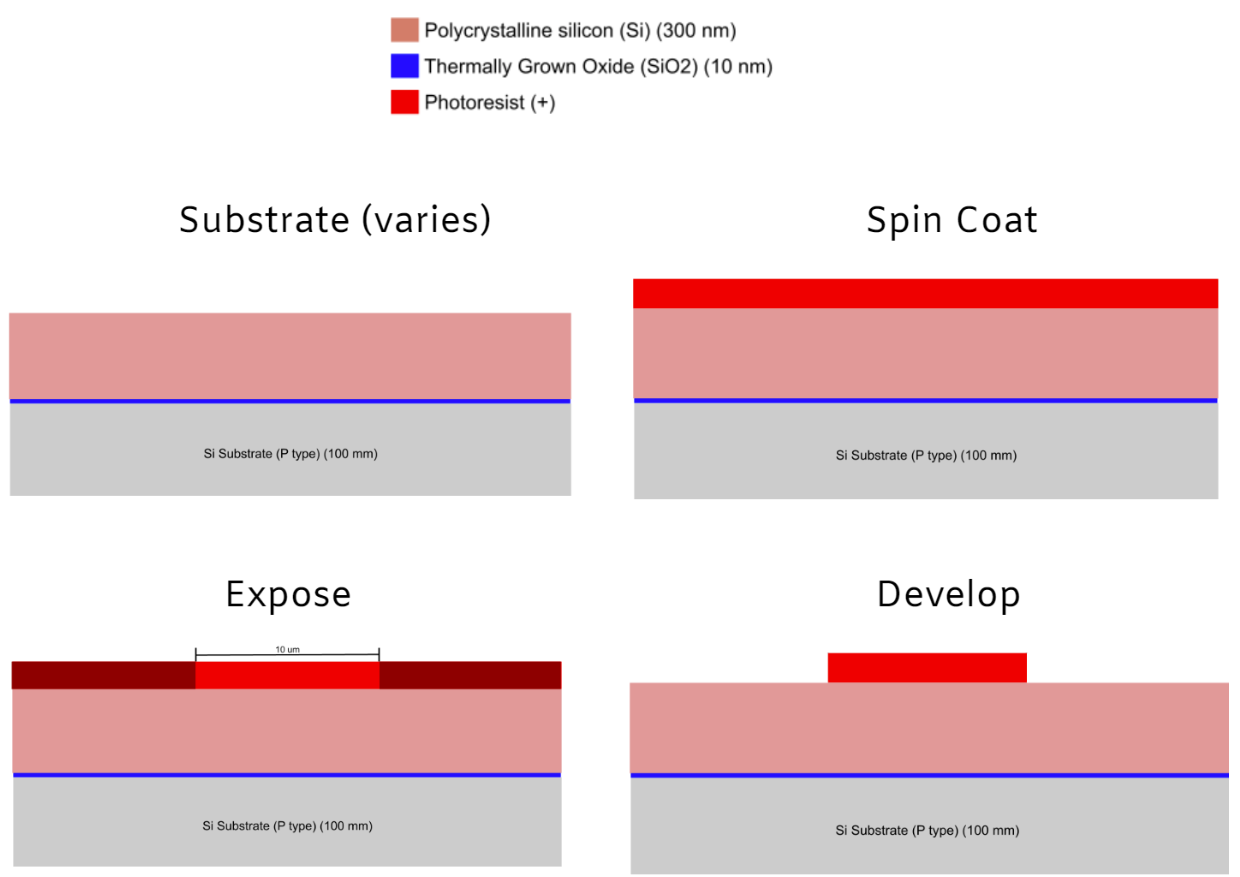 Polycrystalline silicon (Si) (300 nm)
Thermally Grown Oxide (SiO2) (10 nm)
Photoresist (+)
Substrate (varies)
Spin Coat
Si Substrate (P type) (100 mm)
Si Substrate (P type) (100 mm)
Expose
Develop
10 um
Si Substrate (P type) (100 mm)
Si Substrate (P type) (100 mm)